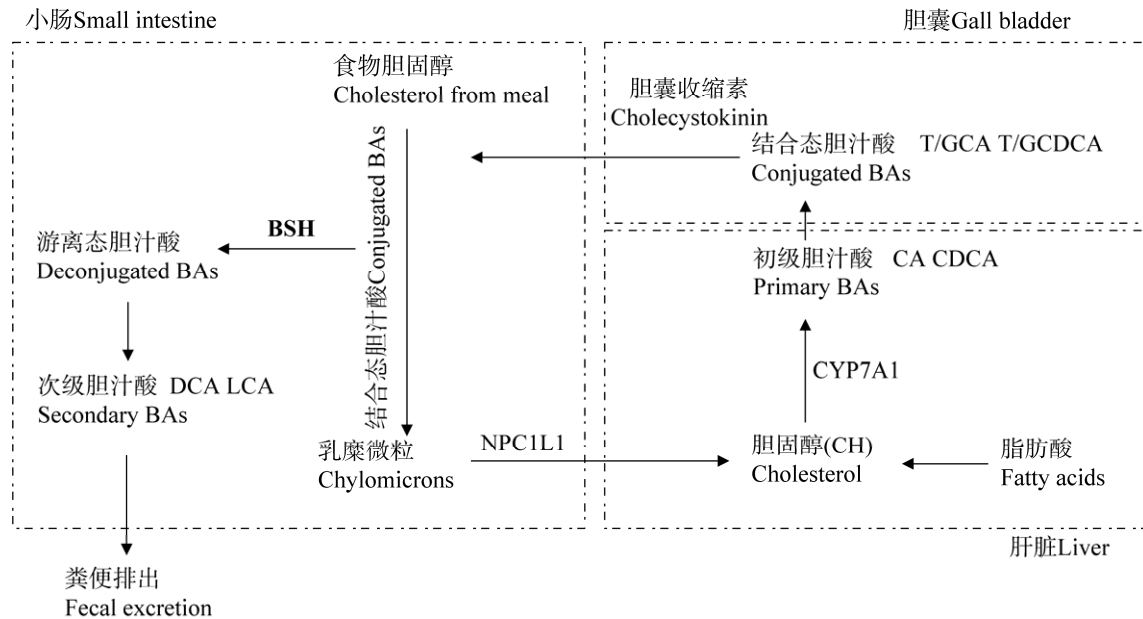 小肠Small intestine
胆囊Gall bladder
食物胆固醇
Cholesterol from meal
胆囊收缩素
Cholecystokinin
结合态胆汁酸 T/GCA T/GCDCA
Conjugated BAs
结合态胆汁酸Conjugated BAs
BSH
游离态胆汁酸
Deconjugated BAs
初级胆汁酸 CA CDCA
Primary BAs
CYP7A1
次级胆汁酸 DCA LCA
Secondary BAs
乳糜微粒
Chylomicrons
NPC1L1
胆固醇(CH)
Cholesterol
脂肪酸
Fatty acids
肝脏Liver
粪便排出
Fecal excretion